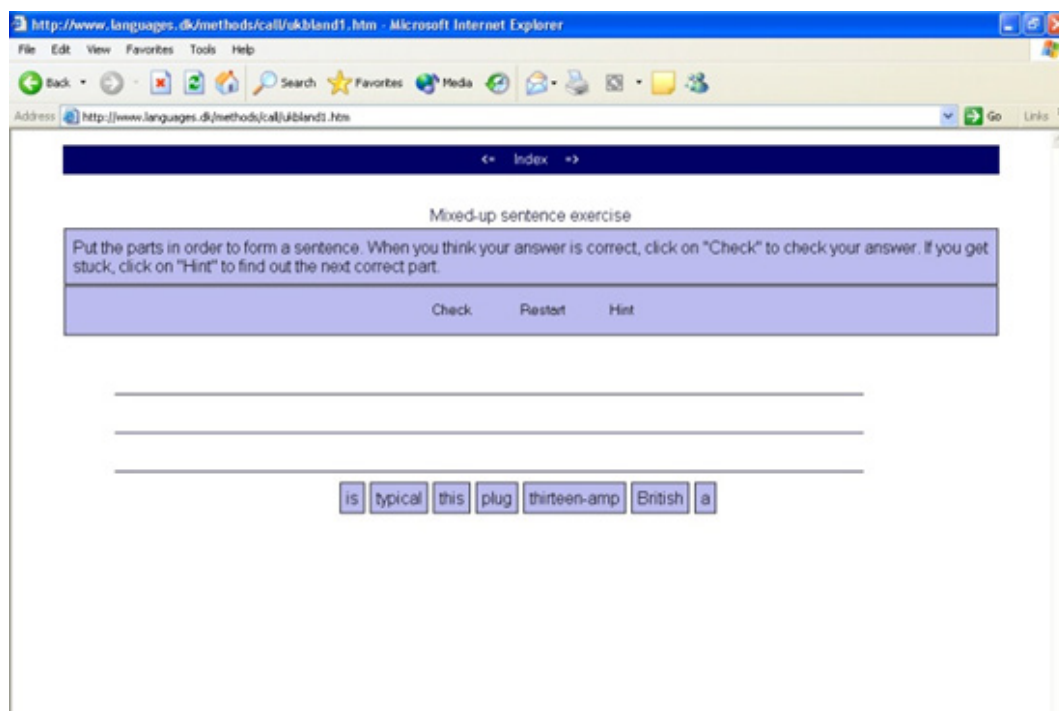 http://www.languages.dk/methods/call/ukbland1.htm - Microsoft Internet Explorer
File Edit View Favorites Tools Help
Back Search Favorites Media
Address http://www.languages.dk/methods/call/ukbland1.htm Go Links
<= Index =>
Mixed-up sentence exercise
Put the parts in order to form a sentence. When you think your answer is correct, click on "Check" to check your answer. If you get
stuck, click on "Hint" to find out the next correct part.
Check Restart Hint
is typical this plug thirteen-amp British a